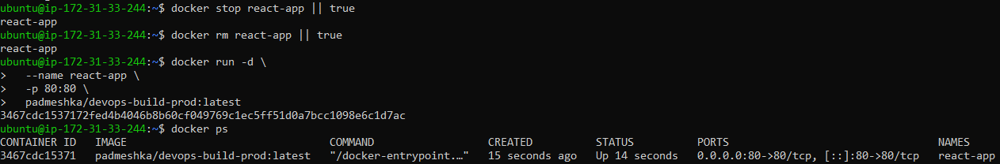 ubuntu@ip-172-31-33-244:~$ docker stop react-app || true
react-app
ubuntu@ip-172-31-33-244:~$ docker rm react-app || true
react-app
ubuntu@ip-172-31-33-244:~$ docker run -d \
>   --name react-app \
>   -p 80:80 \
>   padmeshka/devops-build-prod:latest
3467cdc1537172fed4b4046b8b60cf049769c1ec5ff51d0a7bcc1098e6c1d7ac
ubuntu@ip-172-31-33-244:~$ docker ps
CONTAINER ID   IMAGE                                COMMAND                  CREATED          STATUS          PORTS                                 NAMES
3467cdc15371   padmeshka/devops-build-prod:latest   "/docker-entrypoint.…"   15 seconds ago   Up 14 seconds   0.0.0.0:80->80/tcp, [::]:80->80/tcp   react-app